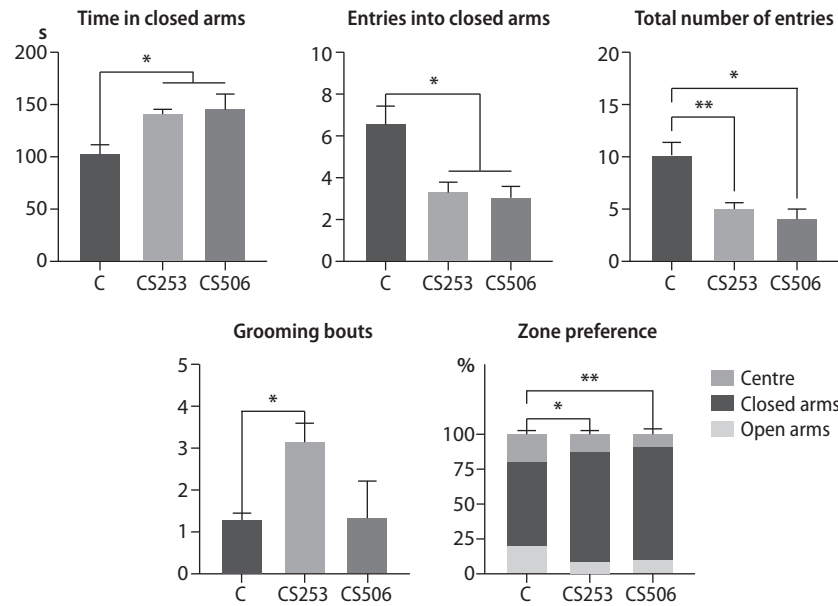 Time in closed arms
s
200
150
100
50
0
*
C CS253 CS506
Entries into closed arms
10
8
6
4
2
0
*
C CS253 CS506
Total number of entries
20
15
10
5
0
*
**
C CS253 CS506
Grooming bouts
5
4
3
2
1
0
*
C CS253 CS506
Zone preference
%
100
75
50
25
0
**
*
C CS253 CS506
Centre
Closed arms
Open arms